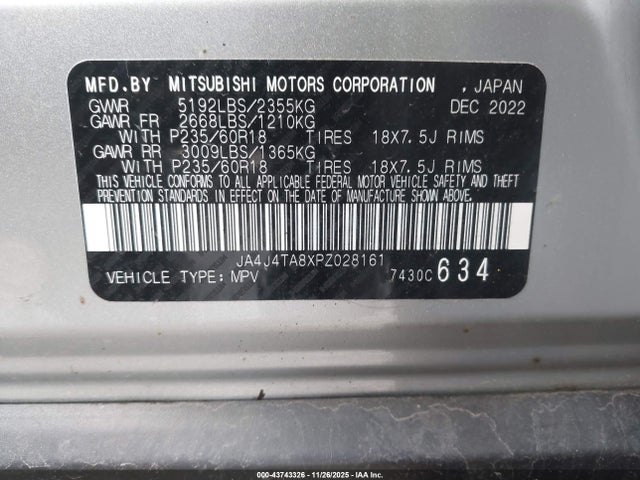 MFD.BY MITSUBISHI MOTORS CORPORATION , JAPAN
GVWR 5192LBS/2355KG DEC 2022
GAWR FR 2668LBS/1210KG
WITH P235/60R18 TIRES 18X7.5J RIMS
GAWR RR 3009LBS/1365KG
WITH P235/60R18 TIRES 18X7.5J RIMS
THIS VEHICLE CONFORMS TO ALL APPLICABLE FEDERAL MOTOR VEHICLE SAFETY AND THEFT
PREVENTION STANDARDS IN EFFECT ON THE DATE OF MANUFACTURE SHOWN ABOVE.
JA4J4TA8XPZ028161
VEHICLE TYPE: MPV 7430C 634
© IAA - 43743326 - 11/26/2025 - IAA Inc.